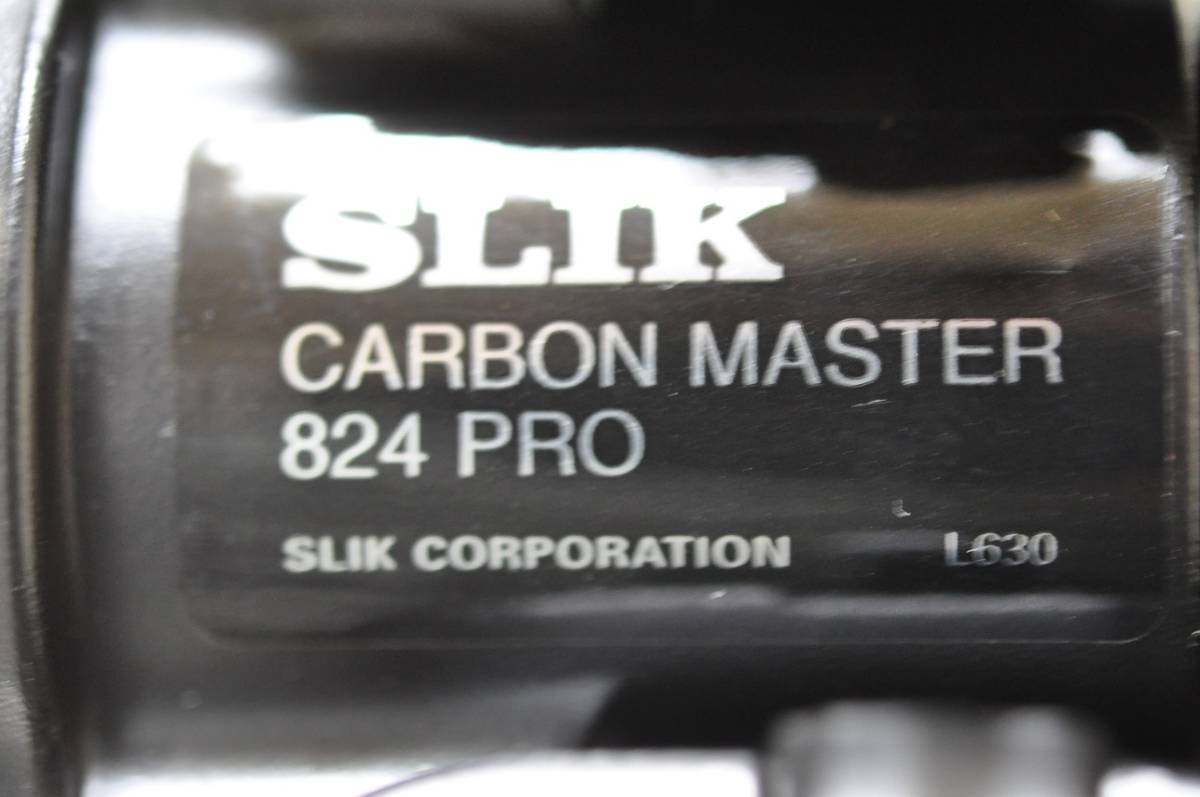 SLIK
CARBON MASTER
824 PRO
SLIK CORPORATION L630